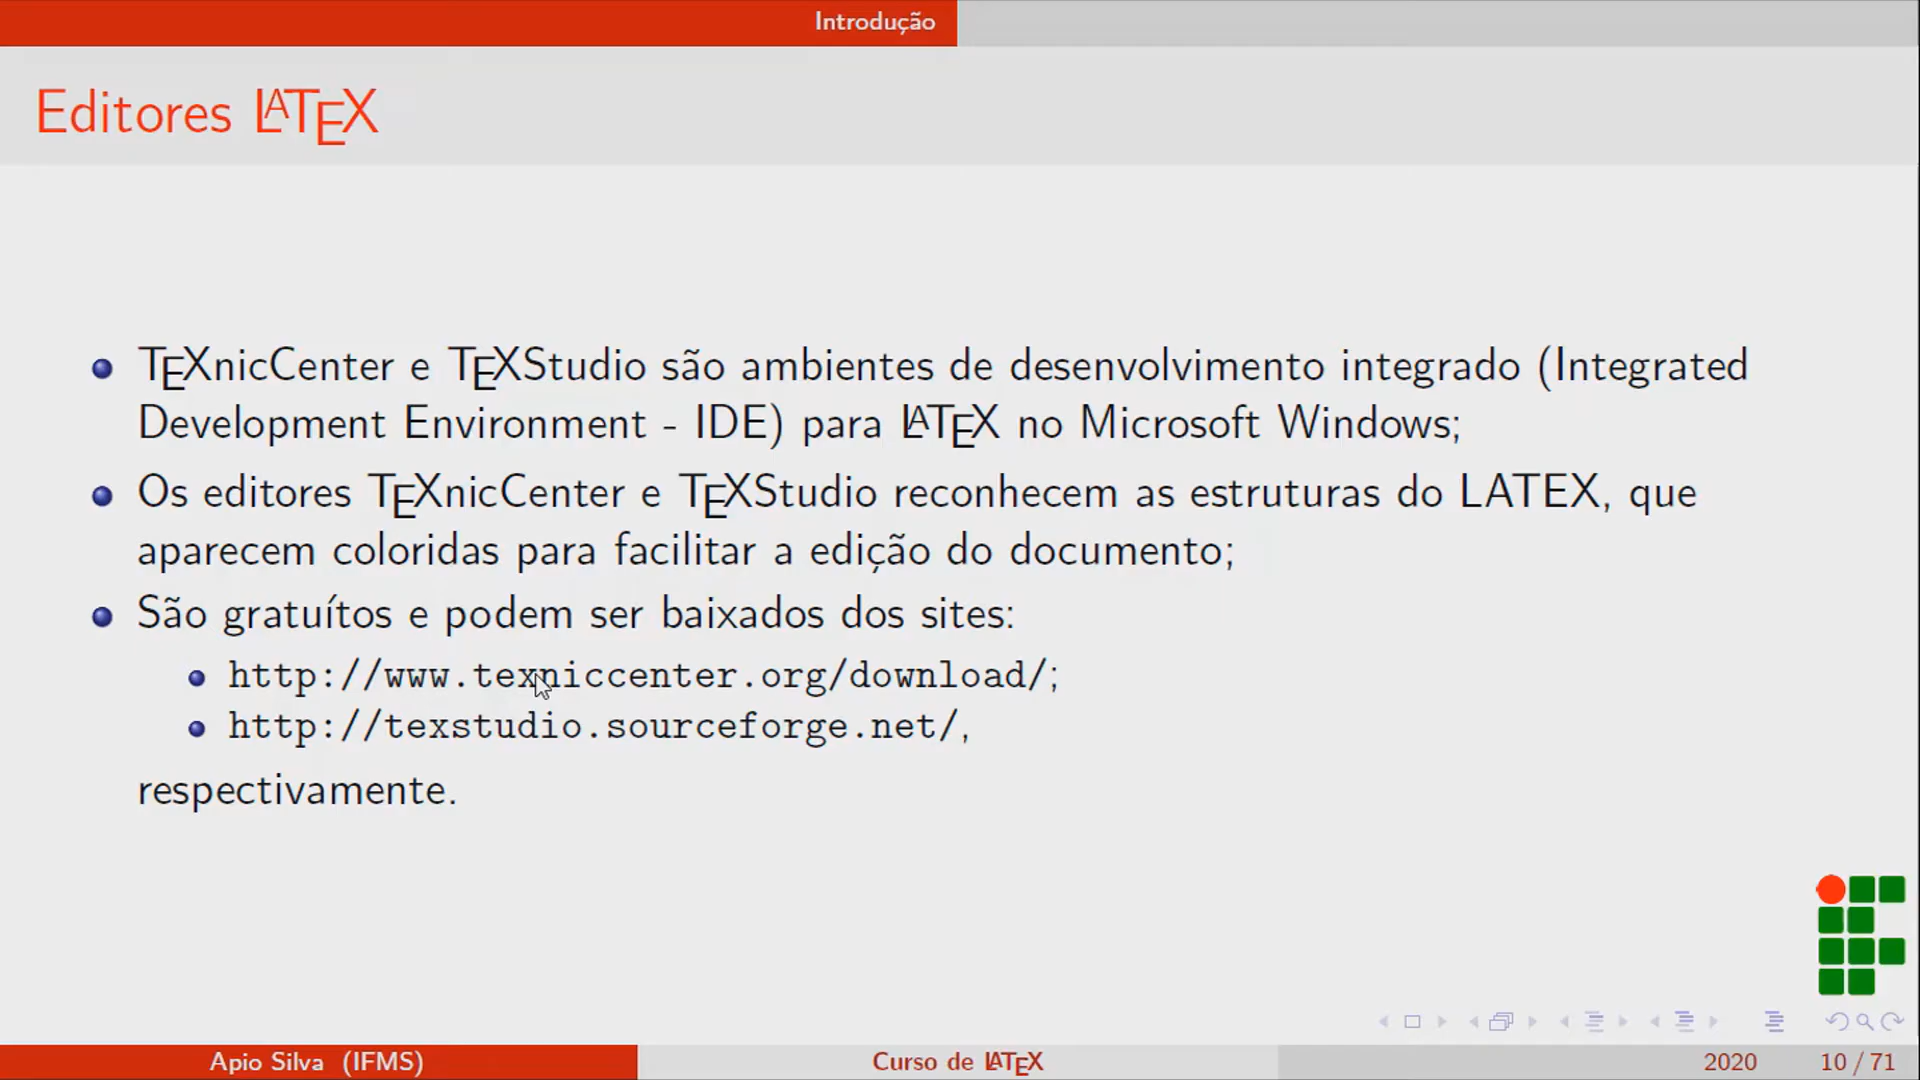 Introdução
Editores LATEX
TEXnicCenter e TEXStudio são ambientes de desenvolvimento integrado (Integrated
Development Environment - IDE) para LATEX no Microsoft Windows;
Os editores TEXnicCenter e TEXStudio reconhecem as estruturas do LATEX, que
aparecem coloridas para facilitar a edição do documento;
São gratuítos e podem ser baixados dos sites:
http://www.texniccenter.org/download/;
http://texstudio.sourceforge.net/,
respectivamente.
Apio Silva (IFMS)
Curso de LATEX
2020
10 / 71